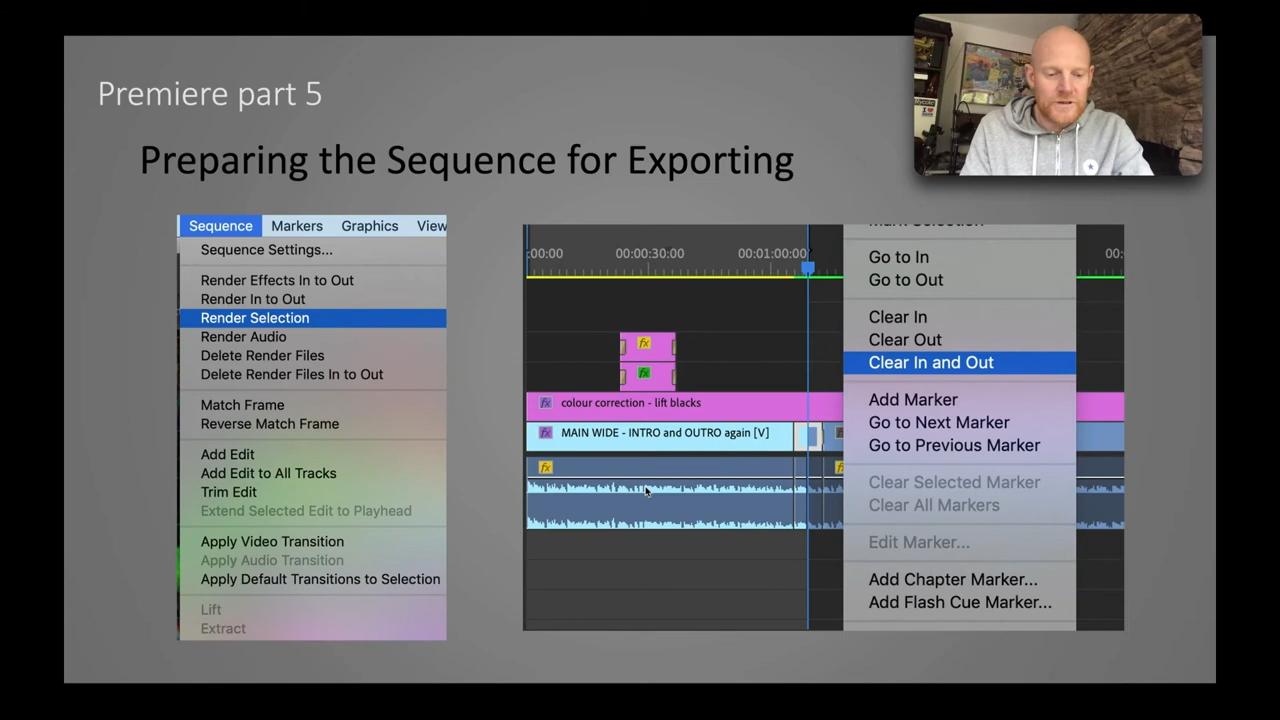 Premiere part 5
Preparing the Sequence for Exporting
Sequence Markers Graphics View
Sequence Settings...
Render Effects In to Out
Render In to Out
Render Selection
Render Audio
Delete Render Files
Delete Render Files In to Out
Match Frame
Reverse Match Frame
Add Edit
Add Edit to All Tracks
Trim Edit
Extend Selected Edit to Playhead
Apply Video Transition
Apply Audio Transition
Apply Default Transitions to Selection
Lift
Extract
:00:00 00:00:30:00 00:01:00:00 00:
fx
fx
fx colour correction - lift blacks
fx MAIN WIDE - INTRO and OUTRO again [V]
fx
Go to In
Go to Out
Clear In
Clear Out
Clear In and Out
Add Marker
Go to Next Marker
Go to Previous Marker
Clear Selected Marker
Clear All Markers
Edit Marker...
Add Chapter Marker...
Add Flash Cue Marker...